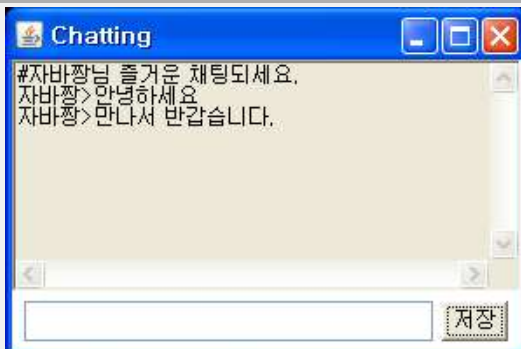 Chatting
#자바짱님 즐거운 채팅되세요.
자바짱>안녕하세요
자바짱>만나서 반갑습니다.
저장